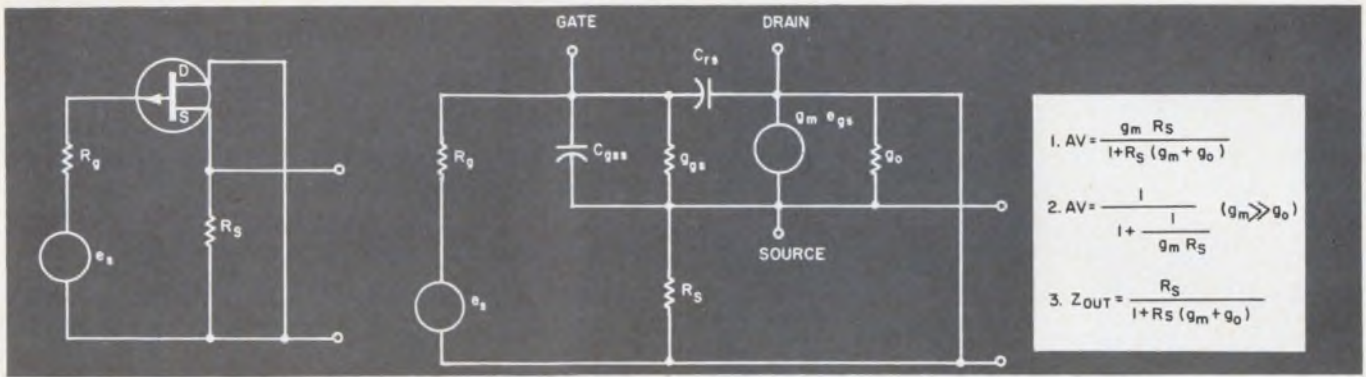 D
S
Rg
es
RS
GATE
DRAIN
Crs
Rg
Cgss
ggs
gm egs
go
SOURCE
RS
es
1. AV = gm RS / 1+RS (gm + go)
2. AV = 1 / 1 + 1 / gm RS (gm ≫ go)
3. ZOUT = RS / 1+RS (gm + go)